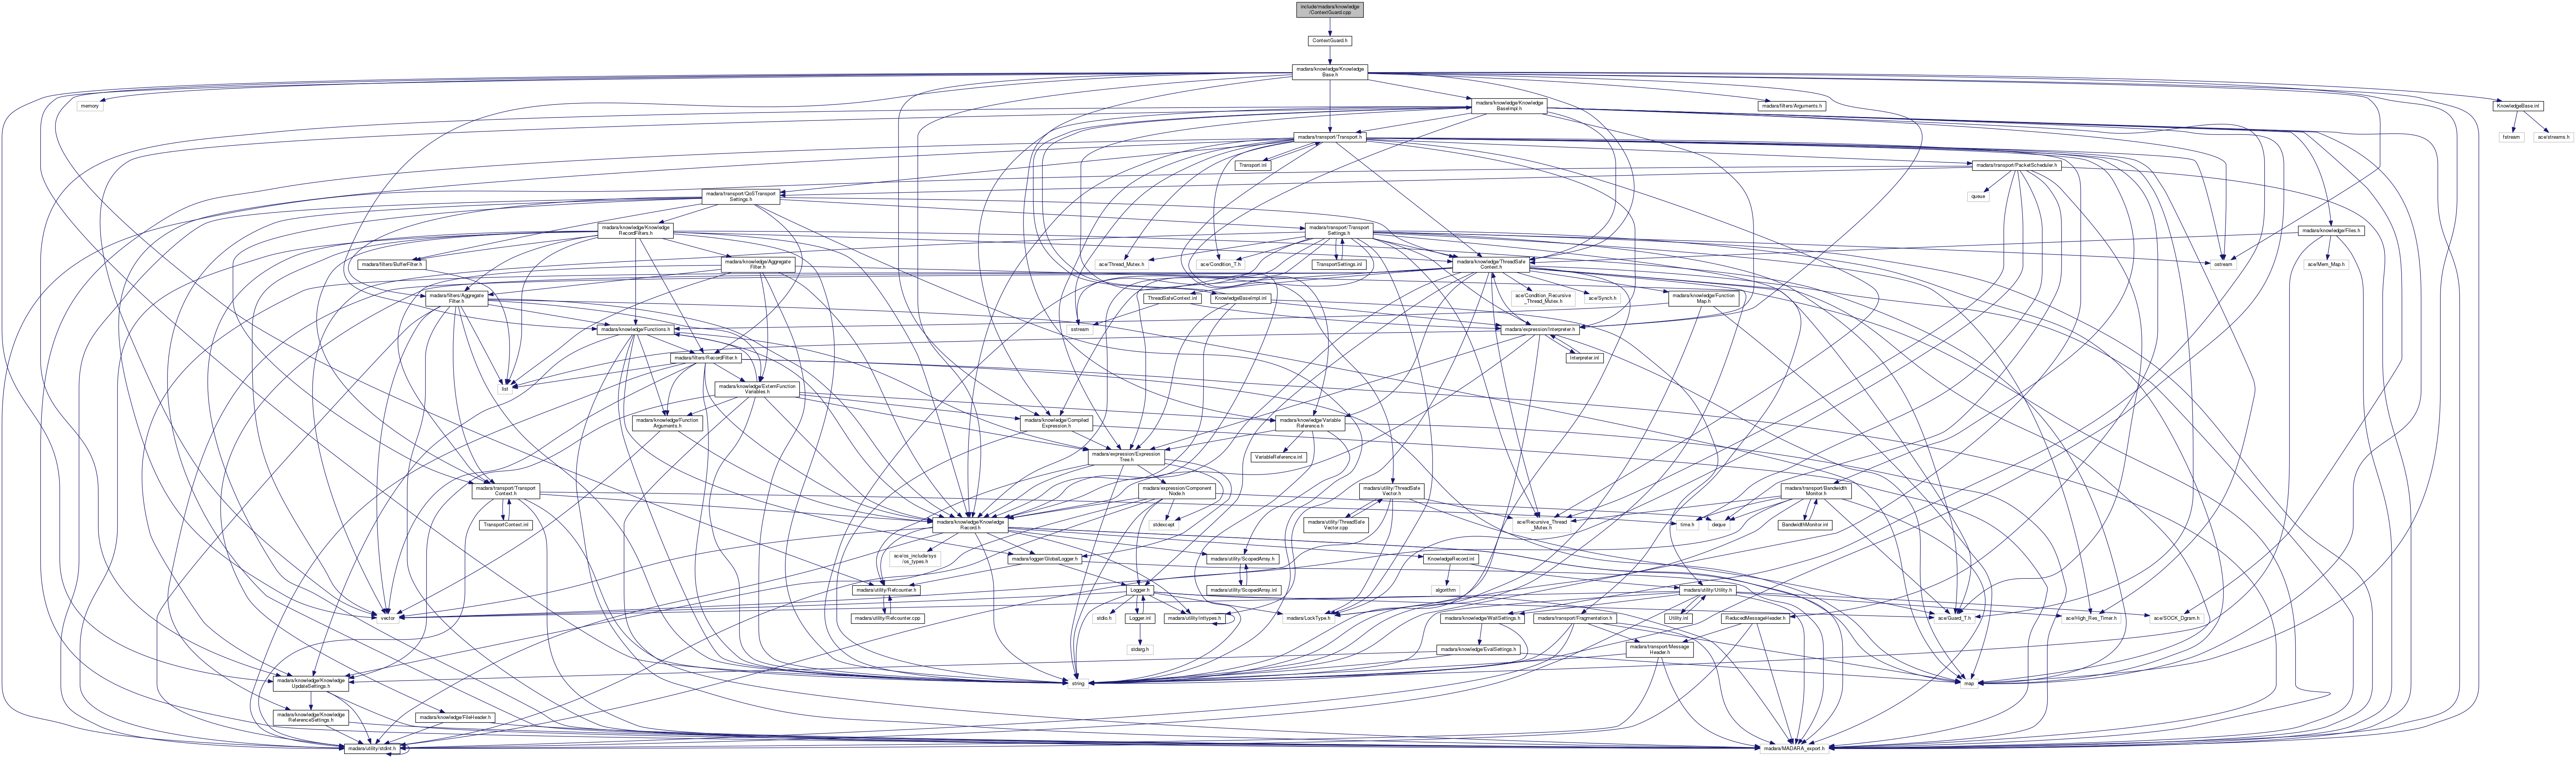 include/madara/knowledge
/ContextGuard.cpp
ContextGuard.h
madara/knowledge/Knowledge
Base.h
memory
madara/knowledge/Knowledge
BaseImpl.h
madara/filters/Arguments.h
KnowledgeBase.inl
madara/transport/Transport.h
fstream
ace/streams.h
Transport.inl
madara/transport/PacketScheduler.h
madara/transport/QoSTransport
Settings.h
queue
madara/knowledge/Knowledge
RecordFilters.h
madara/transport/Transport
Settings.h
madara/knowledge/Files.h
madara/filters/BufferFilter.h
madara/knowledge/Aggregate
Filter.h
ace/Thread_Mutex.h
ace/Condition_T.h
TransportSettings.inl
madara/knowledge/ThreadSafe
Context.h
ostream
ace/Mem_Map.h
madara/filters/Aggregate
Filter.h
ThreadSafeContext.inl
KnowledgeBaseImpl.inl
ace/Condition_Recursive
_Thread_Mutex.h
ace/Synch.h
madara/knowledge/Function
Map.h
madara/knowledge/Functions.h
sstream
madara/expression/Interpreter.h
madara/filters/RecordFilter.h
Interpreter.inl
list
madara/knowledge/ExternFunction
Variables.h
madara/knowledge/Function
Arguments.h
madara/knowledge/Compiled
Expression.h
madara/knowledge/Variable
Reference.h
madara/expression/Expression
Tree.h
VariableReference.inl
madara/transport/Transport
Context.h
madara/expression/Component
Node.h
madara/utility/ThreadSafe
Vector.h
madara/transport/Bandwidth
Monitor.h
TransportContext.inl
madara/knowledge/Knowledge
Record.h
stdexcept
madara/utility/ThreadSafe
Vector.cpp
ace/Recursive_Thread
_Mutex.h
time.h
deque
BandwidthMonitor.inl
ace/os_include/sys
/os_types.h
madara/logger/GlobalLogger.h
madara/utility/ScopedArray.h
KnowledgeRecord.inl
madara/utility/Refcounter.h
Logger.h
madara/utility/ScopedArray.inl
algorithm
madara/utility/Utility.h
vector
madara/utility/Refcounter.cpp
stdio.h
Logger.inl
madara/utility/Inttypes.h
madara/LockType.h
madara/knowledge/WaitSettings.h
madara/transport/Fragmentation.h
Utility.inl
ReducedMessageHeader.h
ace/Guard_T.h
ace/High_Res_Timer.h
ace/SOCK_Dgram.h
stdarg.h
madara/knowledge/EvalSettings.h
madara/transport/Message
Header.h
madara/knowledge/Knowledge
UpdateSettings.h
string
map
madara/knowledge/Knowledge
ReferenceSettings.h
madara/knowledge/FileHeader.h
madara/utility/stdint.h
madara/MADARA_export.h